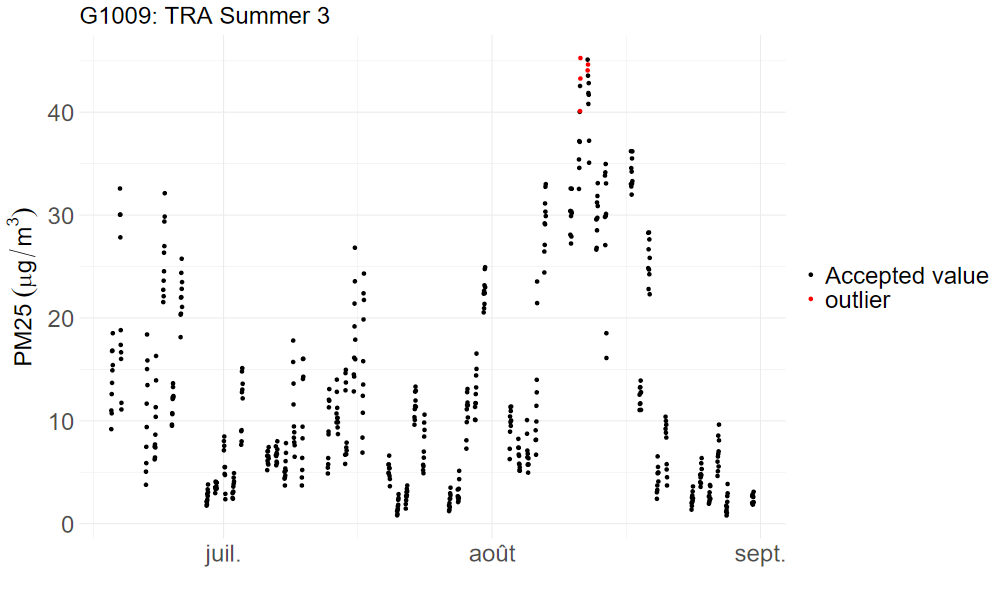 G1009: TRA Summer 3
PM25 (μg/m³)
40
30
20
10
0
juil.
août
sept.
Accepted value
outlier